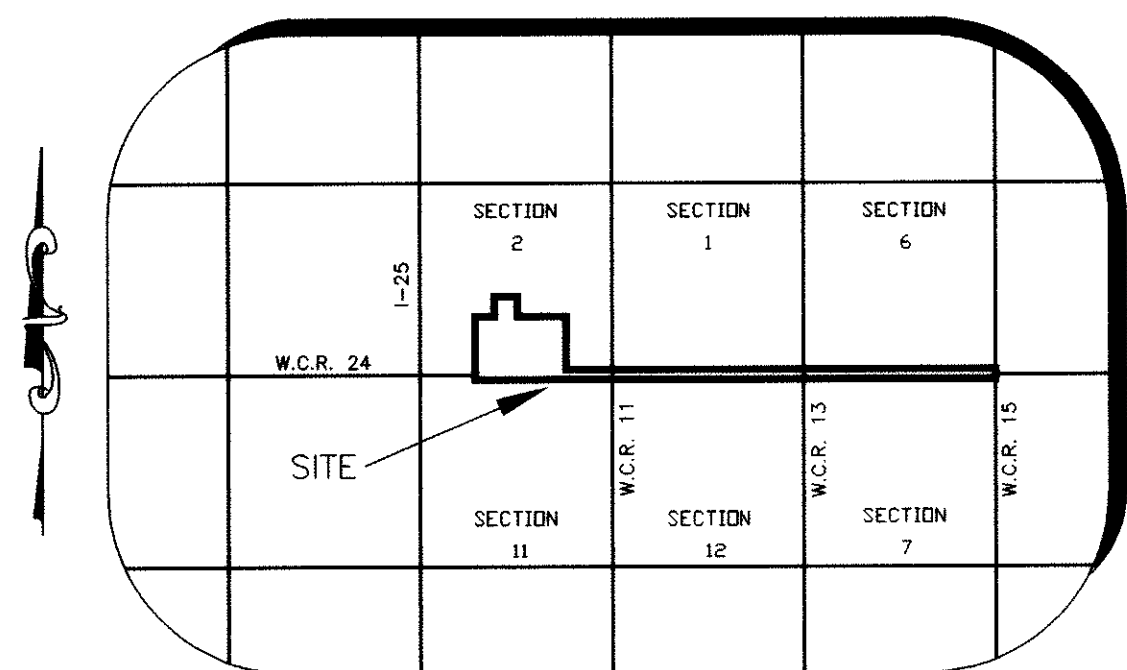 SECTION
2
SECTION
1
SECTION
6
I-25
W.C.R. 24
SITE
W.C.R. 11
W.C.R. 13
W.C.R. 15
SECTION
11
SECTION
12
SECTION
7